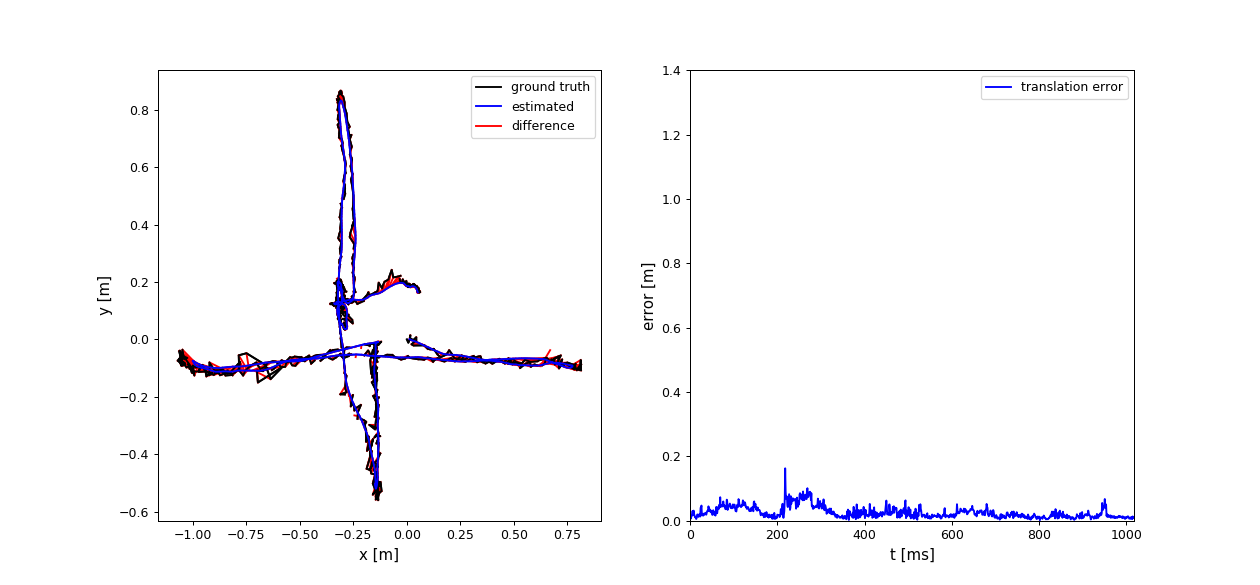 ground truth
estimated
difference
0.8
0.6
0.4
0.2
0.0
−0.2
−0.4
−0.6
y [m]
−1.00 −0.75 −0.50 −0.25 0.00 0.25 0.50 0.75
x [m]
translation error
1.4
1.2
1.0
0.8
0.6
0.4
0.2
0.0
error [m]
0 200 400 600 800 1000
t [ms]